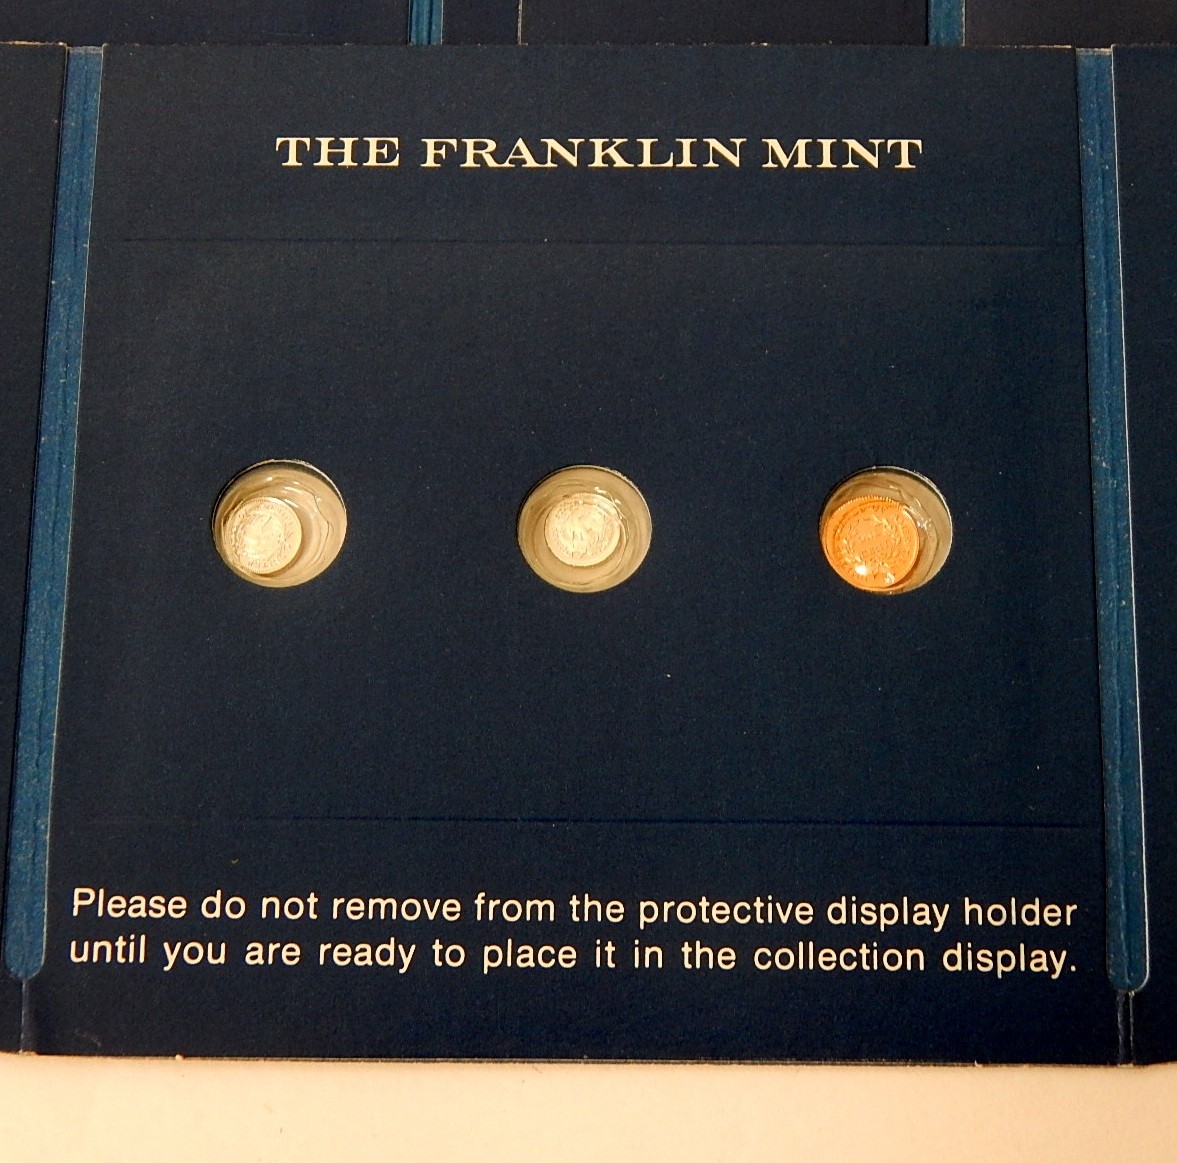 THE FRANKLIN MINT
Please do not remove from the protective display holder
until you are ready to place it in the collection display.